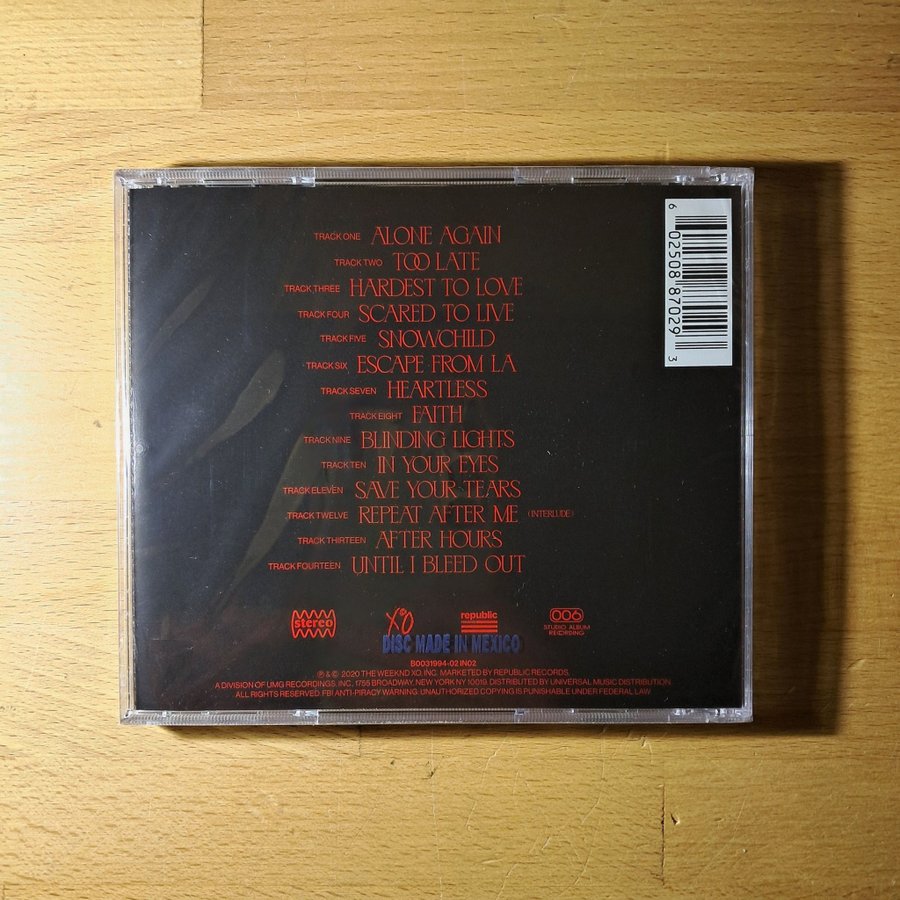 TRACK ONE ALONE AGAIN
TRACK TWO TOO LATE
TRACK THREE HARDEST TO LOVE
TRACK FOUR SCARED TO LIVE
TRACK FIVE SNOWCHILD
TRACK SIX ESCAPE FROM LA
TRACK SEVEN HEARTLESS
TRACK EIGHT FAITH
TRACK NINE BLINDING LIGHTS
TRACK TEN IN YOUR EYES
TRACK ELEVEN SAVE YOUR TEARS
TRACK TWELVE REPEAT AFTER ME (INTERLUDE)
TRACK THIRTEEN AFTER HOURS
TRACK FOURTEEN UNTIL I BLEED OUT
6 02508 87029 3
stereo
XO
republic
006
STUDIO ALBUM
RECORDING
DISC MADE IN MEXICO
B0031994-02 IN02
℗ & © 2020 THE WEEKND XO, INC. MARKETED BY REPUBLIC RECORDS,
A DIVISION OF UMG RECORDINGS, INC. 1755 BROADWAY, NEW YORK NY 10019. DISTRIBUTED BY UNIVERSAL MUSIC DISTRIBUTION.
ALL RIGHTS RESERVED. FBI ANTI-PIRACY WARNING: UNAUTHORIZED COPYING IS PUNISHABLE UNDER FEDERAL LAW